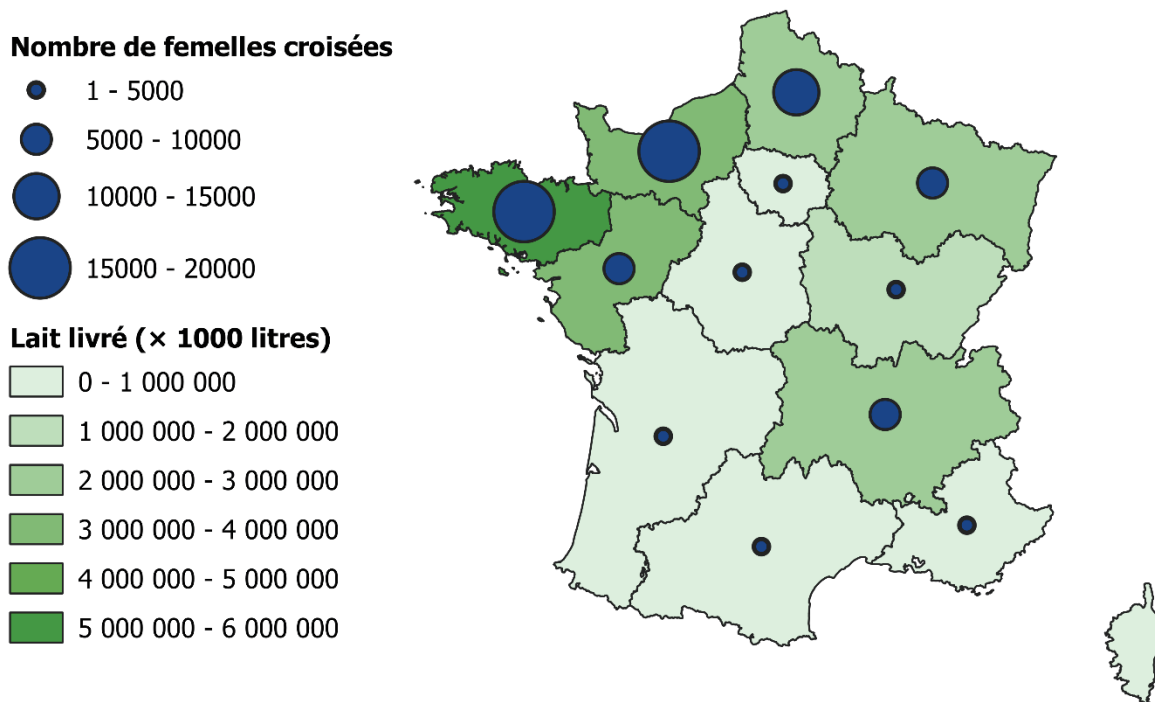 Nombre de femelles croisées
1 - 5000
5000 - 10000
10000 - 15000
15000 - 20000
Lait livré (× 1000 litres)
0 - 1 000 000
1 000 000 - 2 000 000
2 000 000 - 3 000 000
3 000 000 - 4 000 000
4 000 000 - 5 000 000
5 000 000 - 6 000 000